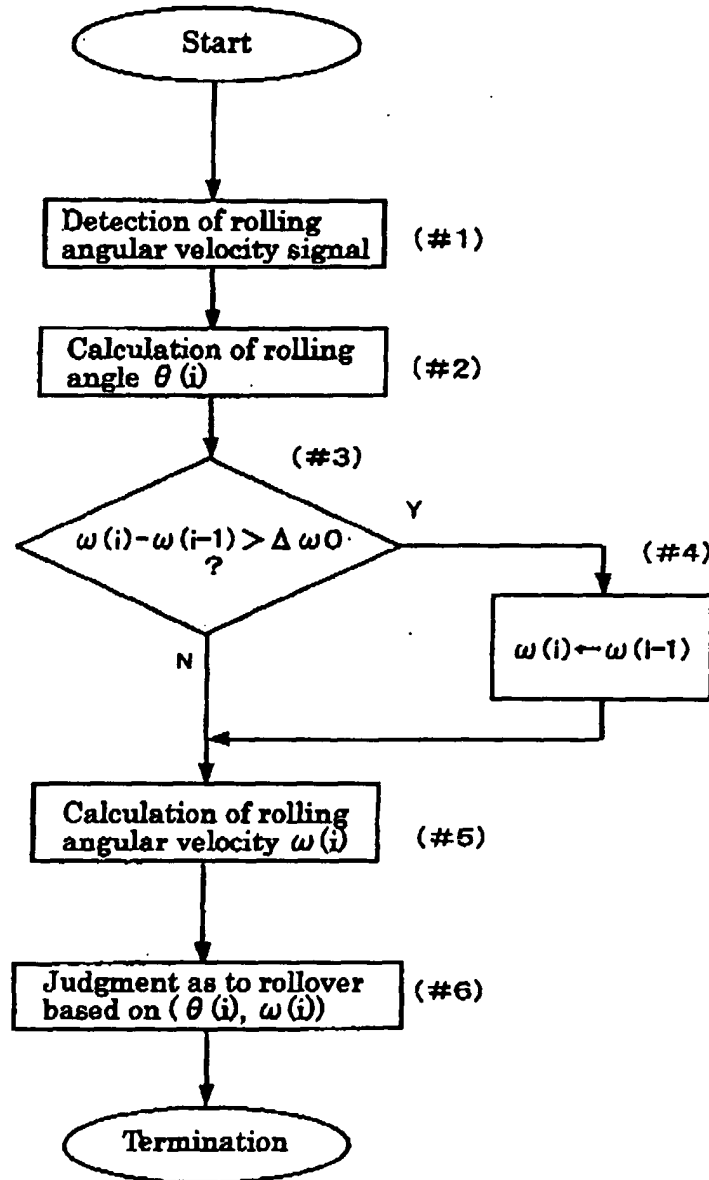 Start
Detection of rolling
angular velocity signal
(#1)
Calculation of rolling
angle θ(i)
(#2)
(#3)
ω(i)-ω(i-1)>Δω0
?
Y
(#4)
ω(i)←ω(i-1)
N
Calculation of rolling
angular velocity ω(i)
(#5)
Judgment as to rollover
based on (θ(i), ω(i))
(#6)
Termination